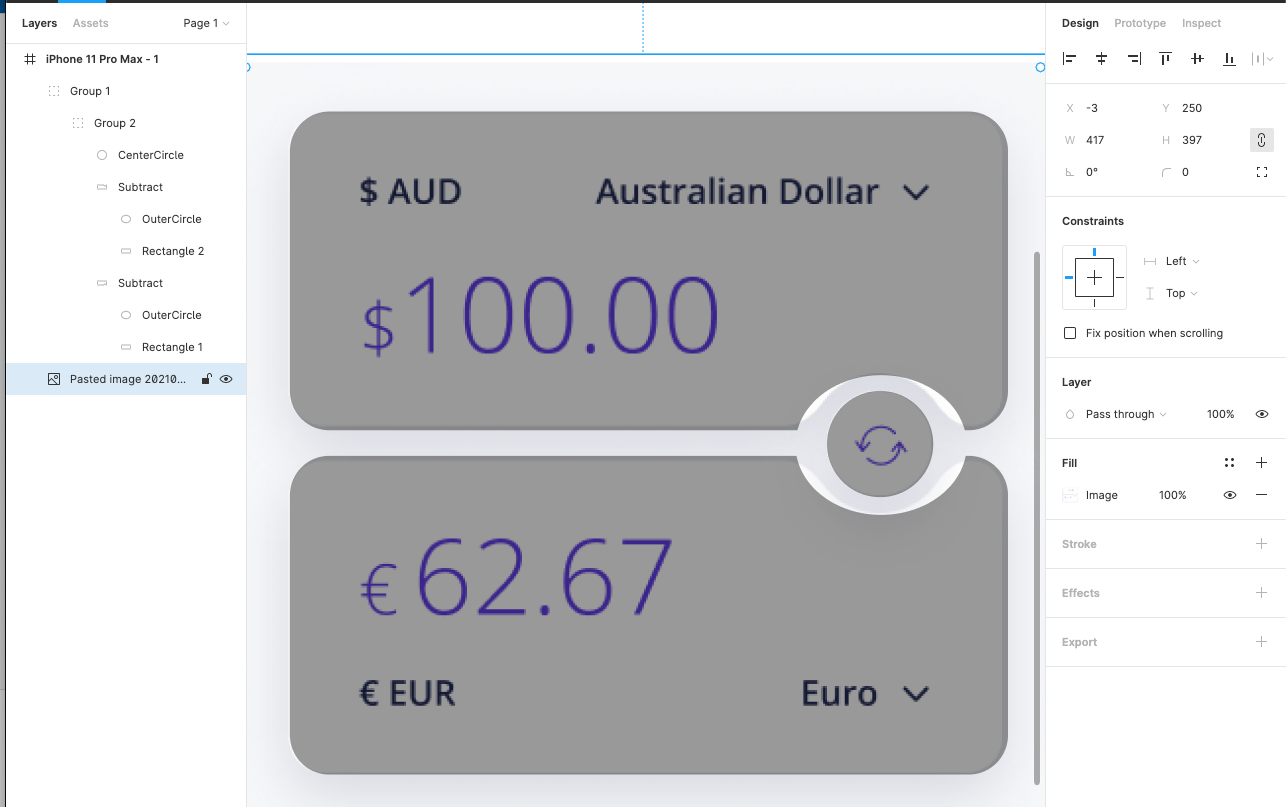 Layers Assets Page 1
iPhone 11 Pro Max - 1
Group 1
Group 2
CenterCircle
Subtract
OuterCircle
Rectangle 2
Subtract
OuterCircle
Rectangle 1
Pasted image 20210...
$ AUD Australian Dollar
$100.00
€ 62.67
€ EUR Euro
Design Prototype Inspect
X -3 Y 250
W 417 H 397
0° 0
Constraints
Left
Top
Fix position when scrolling
Layer
Pass through 100%
Fill
Image 100%
Stroke
Effects
Export